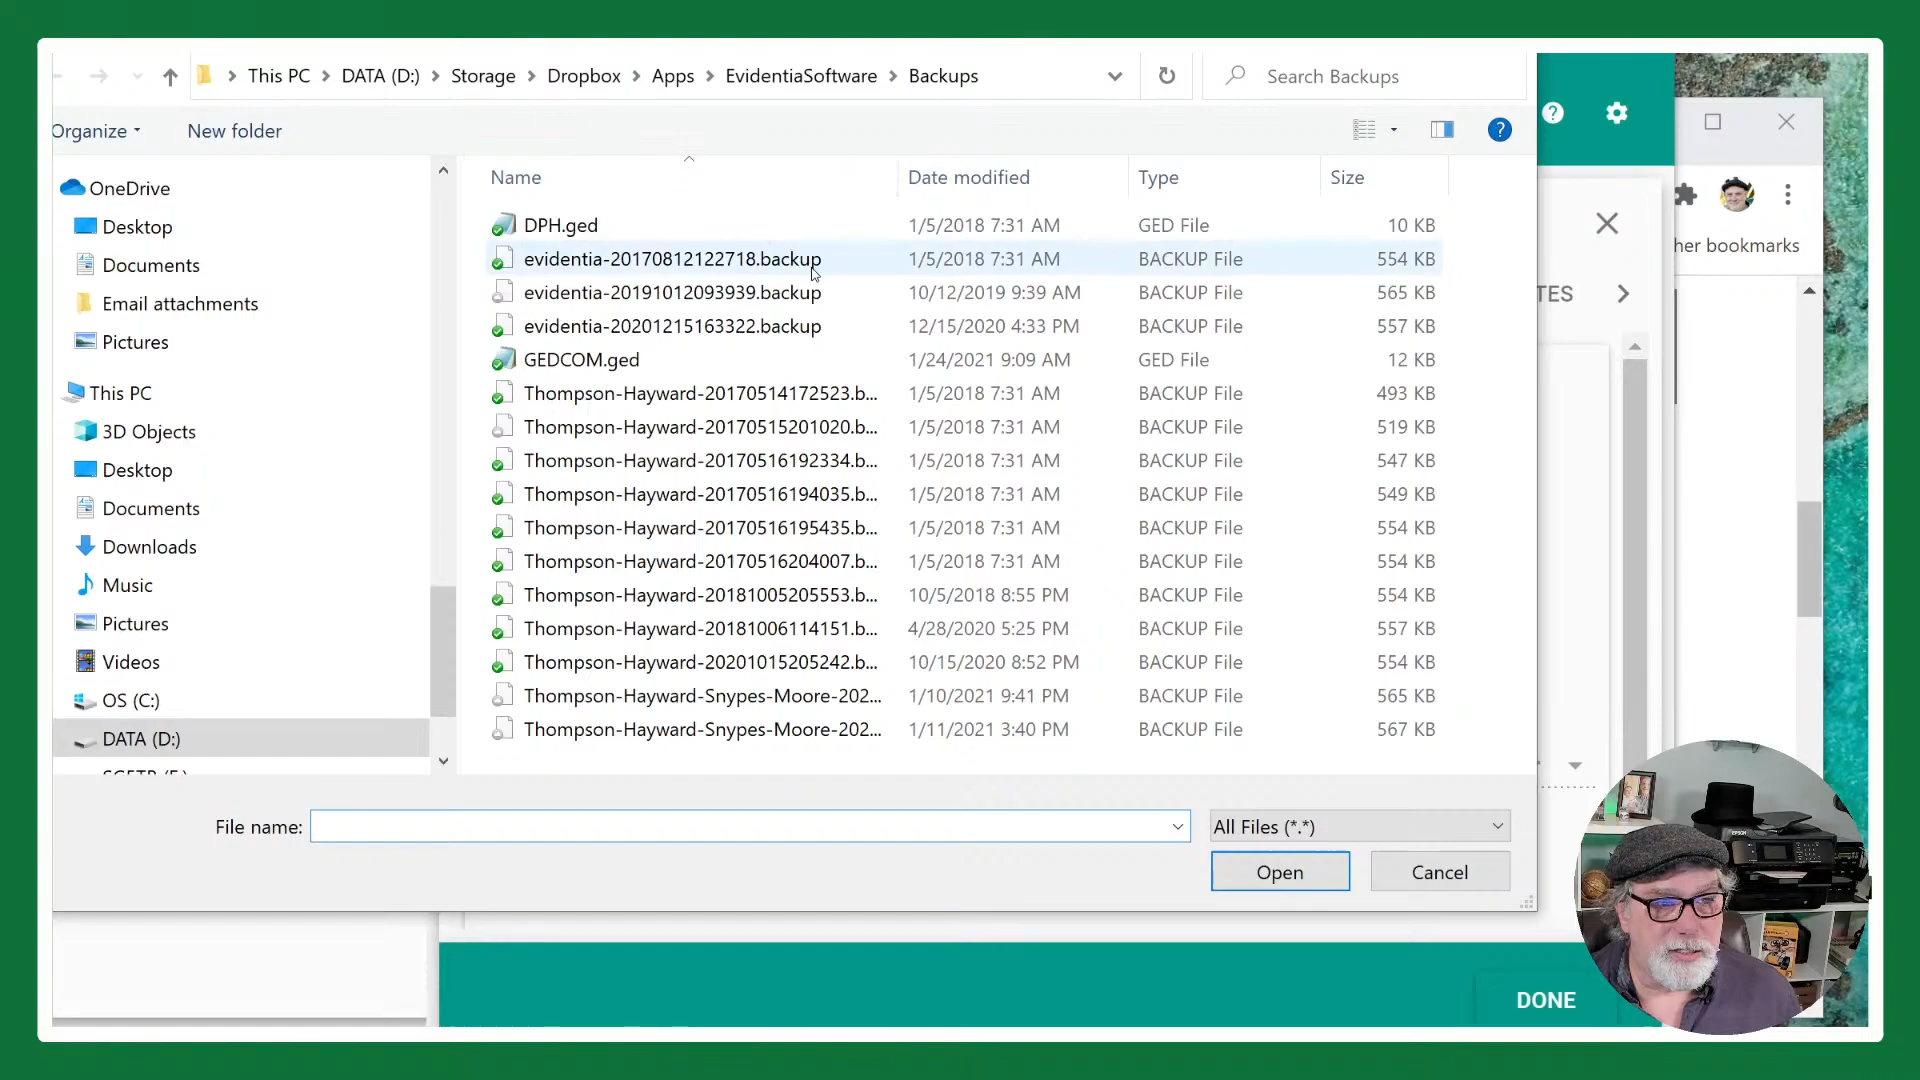 This PC > DATA (D:) > Storage > Dropbox > Apps > EvidentiaSoftware > Backups
Search Backups
Organize
New folder
Name
Date modified
Type
Size
OneDrive
Desktop
Documents
Email attachments
Pictures
This PC
3D Objects
Desktop
Documents
Downloads
Music
Pictures
Videos
OS (C:)
DATA (D:)
DPH.ged 1/5/2018 7:31 AM GED File 10 KB
evidentia-20170812122718.backup 1/5/2018 7:31 AM BACKUP File 554 KB
evidentia-20191012093939.backup 10/12/2019 9:39 AM BACKUP File 565 KB
evidentia-20201215163322.backup 12/15/2020 4:33 PM BACKUP File 557 KB
GEDCOM.ged 1/24/2021 9:09 AM GED File 12 KB
Thompson-Hayward-20170514172523.b... 1/5/2018 7:31 AM BACKUP File 493 KB
Thompson-Hayward-20170515201020.b... 1/5/2018 7:31 AM BACKUP File 519 KB
Thompson-Hayward-20170516192334.b... 1/5/2018 7:31 AM BACKUP File 547 KB
Thompson-Hayward-20170516194035.b... 1/5/2018 7:31 AM BACKUP File 549 KB
Thompson-Hayward-20170516195435.b... 1/5/2018 7:31 AM BACKUP File 554 KB
Thompson-Hayward-20170516204007.b... 1/5/2018 7:31 AM BACKUP File 554 KB
Thompson-Hayward-20181005205553.b... 10/5/2018 8:55 PM BACKUP File 554 KB
Thompson-Hayward-20181006114151.b... 4/28/2020 5:25 PM BACKUP File 557 KB
Thompson-Hayward-20201015205242.b... 10/15/2020 8:52 PM BACKUP File 554 KB
Thompson-Hayward-Snypes-Moore-202... 1/10/2021 9:41 PM BACKUP File 565 KB
Thompson-Hayward-Snypes-Moore-202... 1/11/2021 3:40 PM BACKUP File 567 KB
her bookmarks
TES
File name:
All Files (*.*)
Open
Cancel
DONE
EPSON